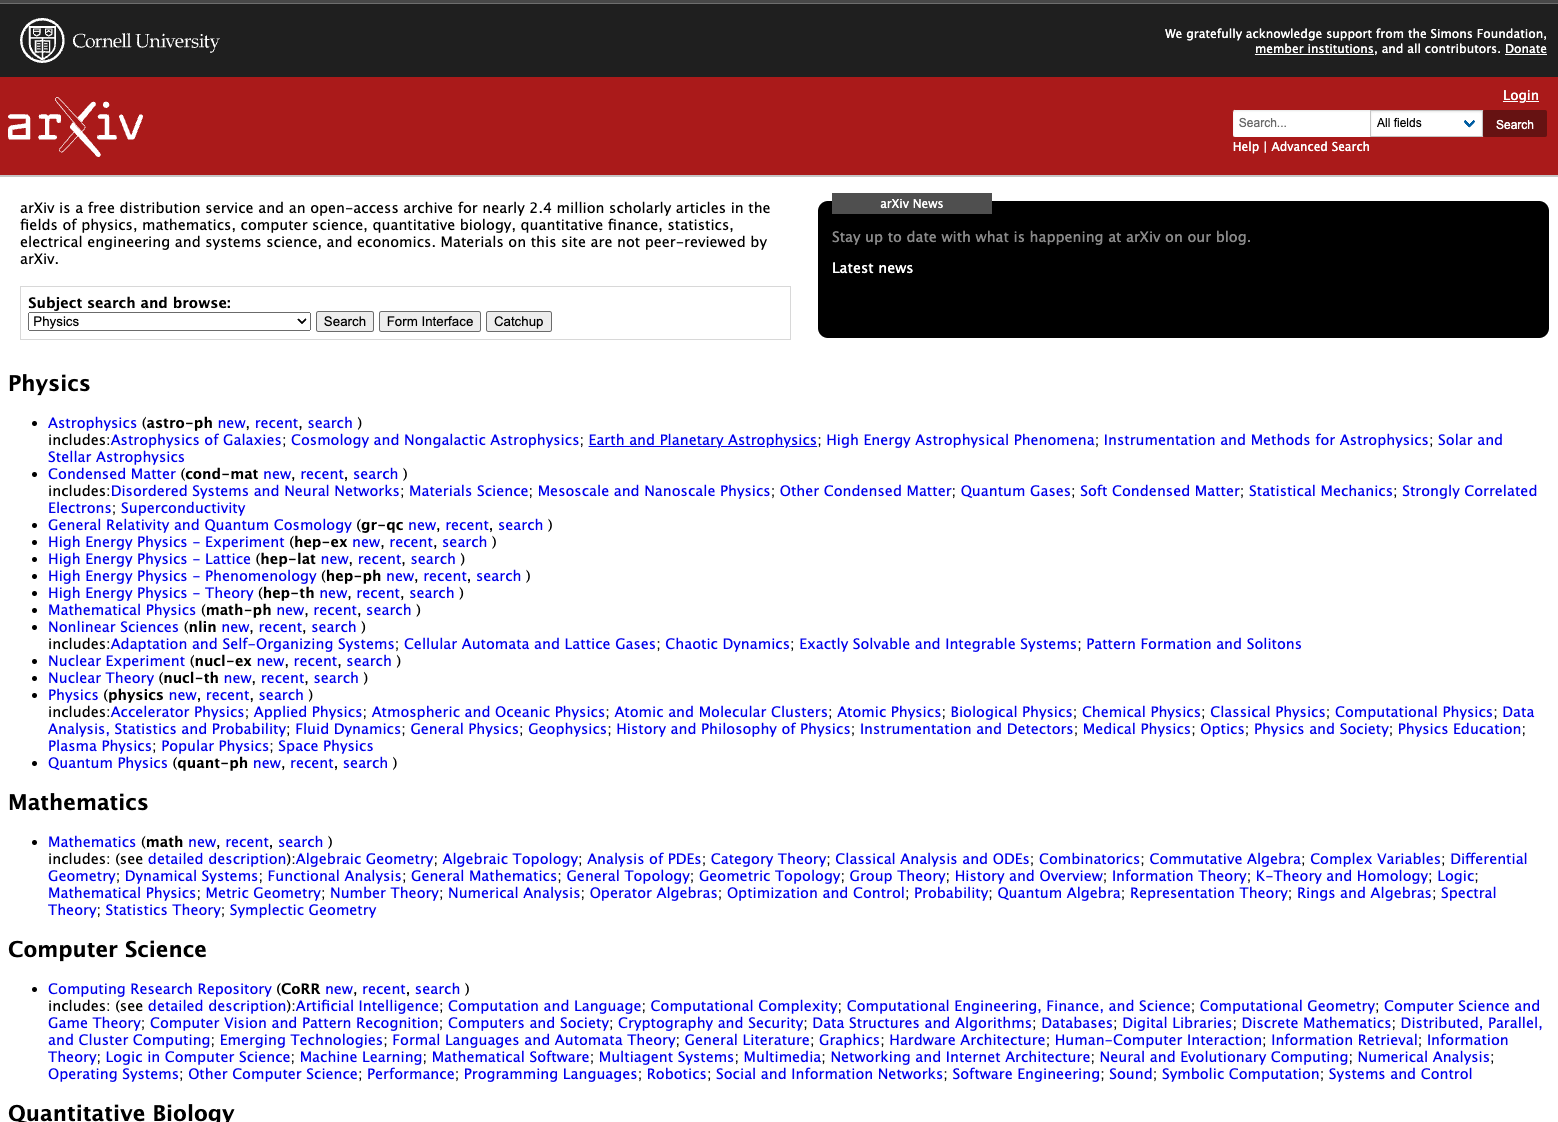 Cornell University
We gratefully acknowledge support from the Simons Foundation,
member institutions, and all contributors. Donate
arXiv
Login
Search...
All fields
Search
Help | Advanced Search
arXiv is a free distribution service and an open-access archive for nearly 2.4 million scholarly articles in the
fields of physics, mathematics, computer science, quantitative biology, quantitative finance, statistics,
electrical engineering and systems science, and economics. Materials on this site are not peer-reviewed by
arXiv.
arXiv News
Stay up to date with what is happening at arXiv on our blog.
Latest news
Subject search and browse:
Physics
Search
Form Interface
Catchup
Physics
• Astrophysics (astro-ph new, recent, search )
includes:Astrophysics of Galaxies; Cosmology and Nongalactic Astrophysics; Earth and Planetary Astrophysics; High Energy Astrophysical Phenomena; Instrumentation and Methods for Astrophysics; Solar and
Stellar Astrophysics
• Condensed Matter (cond-mat new, recent, search )
includes:Disordered Systems and Neural Networks; Materials Science; Mesoscale and Nanoscale Physics; Other Condensed Matter; Quantum Gases; Soft Condensed Matter; Statistical Mechanics; Strongly Correlated
Electrons; Superconductivity
• General Relativity and Quantum Cosmology (gr-qc new, recent, search )
• High Energy Physics - Experiment (hep-ex new, recent, search )
• High Energy Physics - Lattice (hep-lat new, recent, search )
• High Energy Physics - Phenomenology (hep-ph new, recent, search )
• High Energy Physics - Theory (hep-th new, recent, search )
• Mathematical Physics (math-ph new, recent, search )
• Nonlinear Sciences (nlin new, recent, search )
includes:Adaptation and Self-Organizing Systems; Cellular Automata and Lattice Gases; Chaotic Dynamics; Exactly Solvable and Integrable Systems; Pattern Formation and Solitons
• Nuclear Experiment (nucl-ex new, recent, search )
• Nuclear Theory (nucl-th new, recent, search )
• Physics (physics new, recent, search )
includes:Accelerator Physics; Applied Physics; Atmospheric and Oceanic Physics; Atomic and Molecular Clusters; Atomic Physics; Biological Physics; Chemical Physics; Classical Physics; Computational Physics; Data
Analysis, Statistics and Probability; Fluid Dynamics; General Physics; Geophysics; History and Philosophy of Physics; Instrumentation and Detectors; Medical Physics; Optics; Physics and Society; Physics Education;
Plasma Physics; Popular Physics; Space Physics
• Quantum Physics (quant-ph new, recent, search )
Mathematics
• Mathematics (math new, recent, search )
includes: (see detailed description):Algebraic Geometry; Algebraic Topology; Analysis of PDEs; Category Theory; Classical Analysis and ODEs; Combinatorics; Commutative Algebra; Complex Variables; Differential
Geometry; Dynamical Systems; Functional Analysis; General Mathematics; General Topology; Geometric Topology; Group Theory; History and Overview; Information Theory; K-Theory and Homology; Logic;
Mathematical Physics; Metric Geometry; Number Theory; Numerical Analysis; Operator Algebras; Optimization and Control; Probability; Quantum Algebra; Representation Theory; Rings and Algebras; Spectral
Theory; Statistics Theory; Symplectic Geometry
Computer Science
• Computing Research Repository (CoRR new, recent, search )
includes: (see detailed description):Artificial Intelligence; Computation and Language; Computational Complexity; Computational Engineering, Finance, and Science; Computational Geometry; Computer Science and
Game Theory; Computer Vision and Pattern Recognition; Computers and Society; Cryptography and Security; Data Structures and Algorithms; Databases; Digital Libraries; Discrete Mathematics; Distributed, Parallel,
and Cluster Computing; Emerging Technologies; Formal Languages and Automata Theory; General Literature; Graphics; Hardware Architecture; Human-Computer Interaction; Information Retrieval; Information
Theory; Logic in Computer Science; Machine Learning; Mathematical Software; Multiagent Systems; Multimedia; Networking and Internet Architecture; Neural and Evolutionary Computing; Numerical Analysis;
Operating Systems; Other Computer Science; Performance; Programming Languages; Robotics; Social and Information Networks; Software Engineering; Sound; Symbolic Computation; Systems and Control
Quantitative Biology